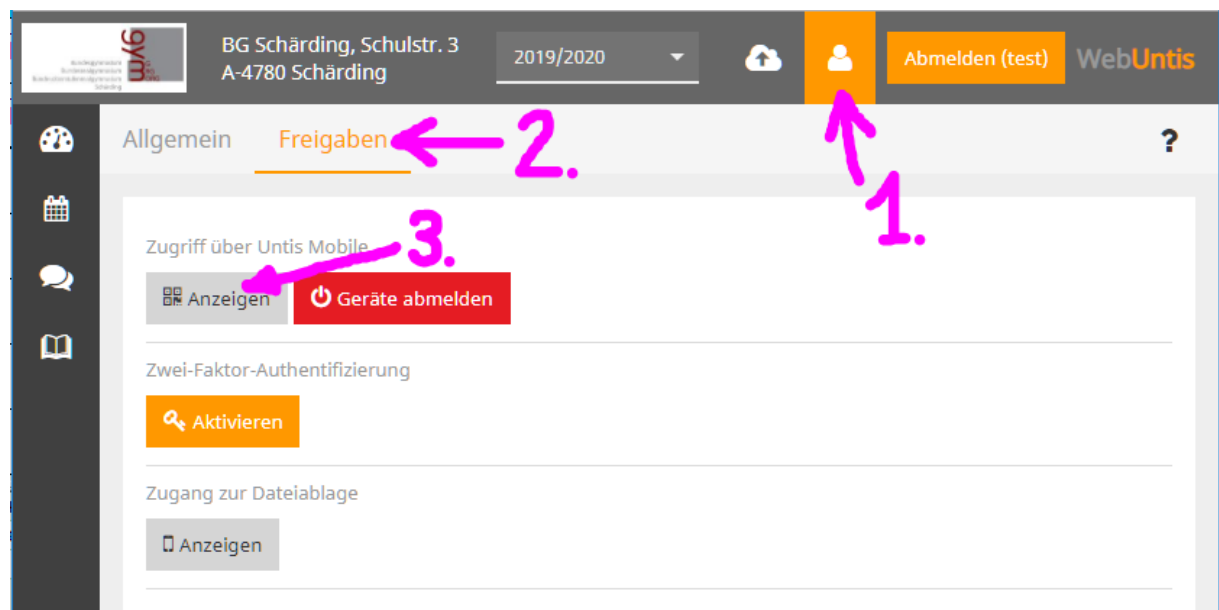 gym
BG Schärding, Schulstr. 3
A-4780 Schärding
2019/2020
Abmelden (test)
WebUntis
Allgemein
Freigaben
2.
?
1.
Zugriff über Untis Mobile
3.
Anzeigen
Geräte abmelden
Zwei-Faktor-Authentifizierung
Aktivieren
Zugang zur Dateiablage
Anzeigen